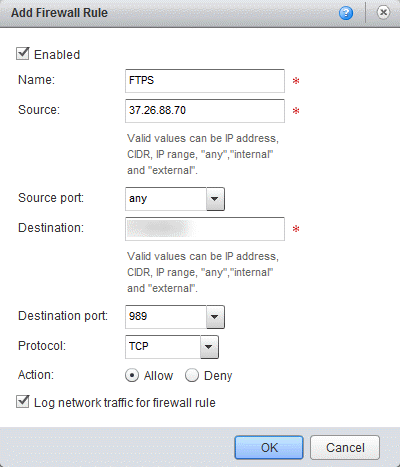 Add Firewall Rule
Enabled
Name: FTPS *
Source: 37.26.88.70 *
Valid values can be IP address,
CIDR, IP range, "any","internal"
and "external".
Source port: any
Destination: *
Valid values can be IP address,
CIDR, IP range, "any","internal"
and "external".
Destination port: 989
Protocol: TCP
Action: Allow Deny
Log network traffic for firewall rule
OK Cancel